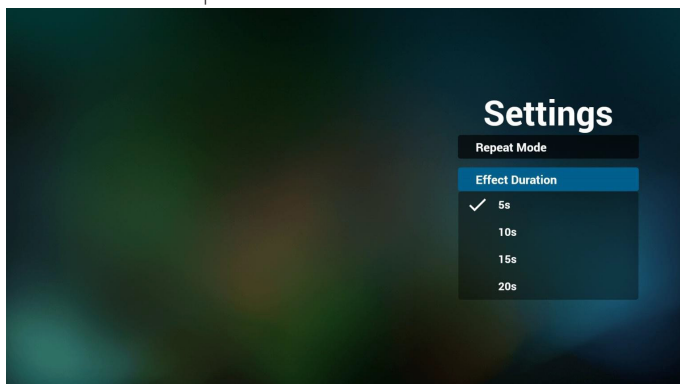 Settings
Repeat Mode
Effect Duration
5s
10s
15s
20s